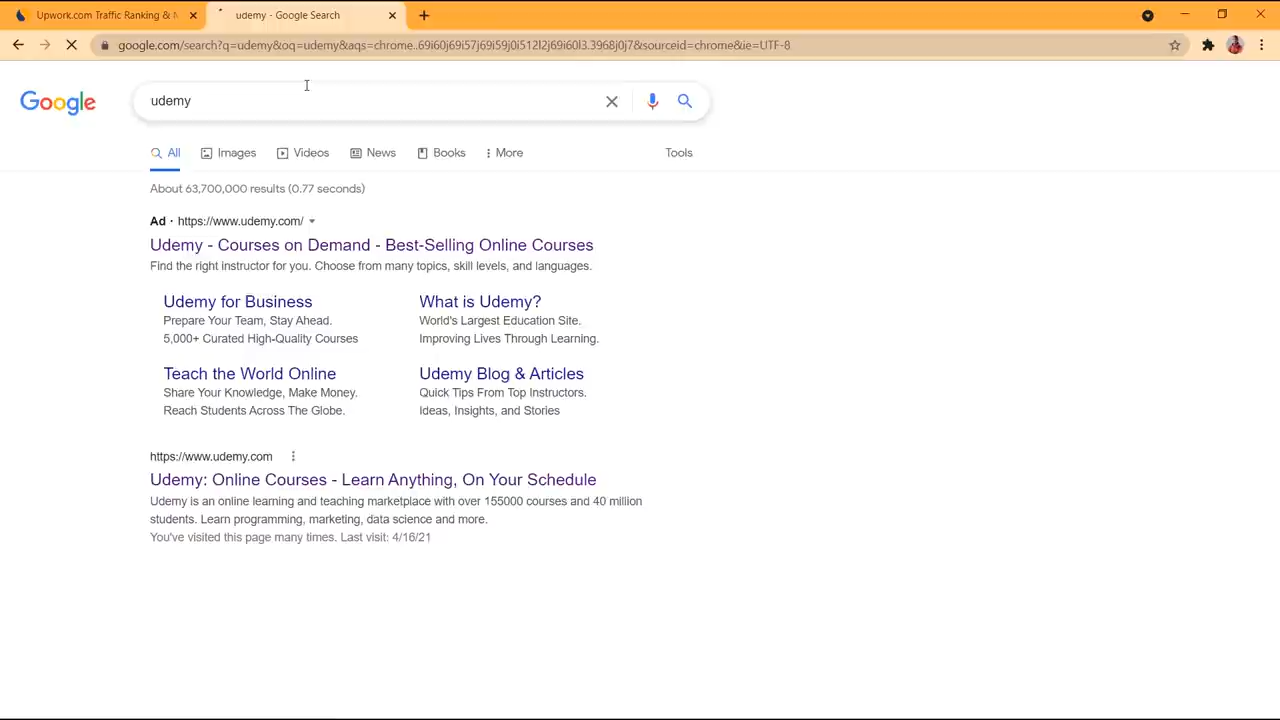 Upwork.com Traffic Ranking &
udemy - Google Search
google.com/search?q=udemy&oq=udemy&aqs=chrome..69i60j69i57j69i59j0i512l2j69i60l3.3968j0j7&sourceid=chrome&ie=UTF-8
Google
udemy
All
Images
Videos
News
Books
More
Tools
About 63,700,000 results (0.77 seconds)
Ad · https://www.udemy.com/
Udemy - Courses on Demand - Best-Selling Online Courses
Find the right instructor for you. Choose from many topics, skill levels, and languages.
Udemy for Business
Prepare Your Team, Stay Ahead.
5,000+ Curated High-Quality Courses
What is Udemy?
World's Largest Education Site.
Improving Lives Through Learning.
Teach the World Online
Share Your Knowledge, Make Money.
Reach Students Across The Globe.
Udemy Blog & Articles
Quick Tips From Top Instructors.
Ideas, Insights, and Stories
https://www.udemy.com
Udemy: Online Courses - Learn Anything, On Your Schedule
Udemy is an online learning and teaching marketplace with over 155000 courses and 40 million
students. Learn programming, marketing, data science and more.
You've visited this page many times. Last visit: 4/16/21